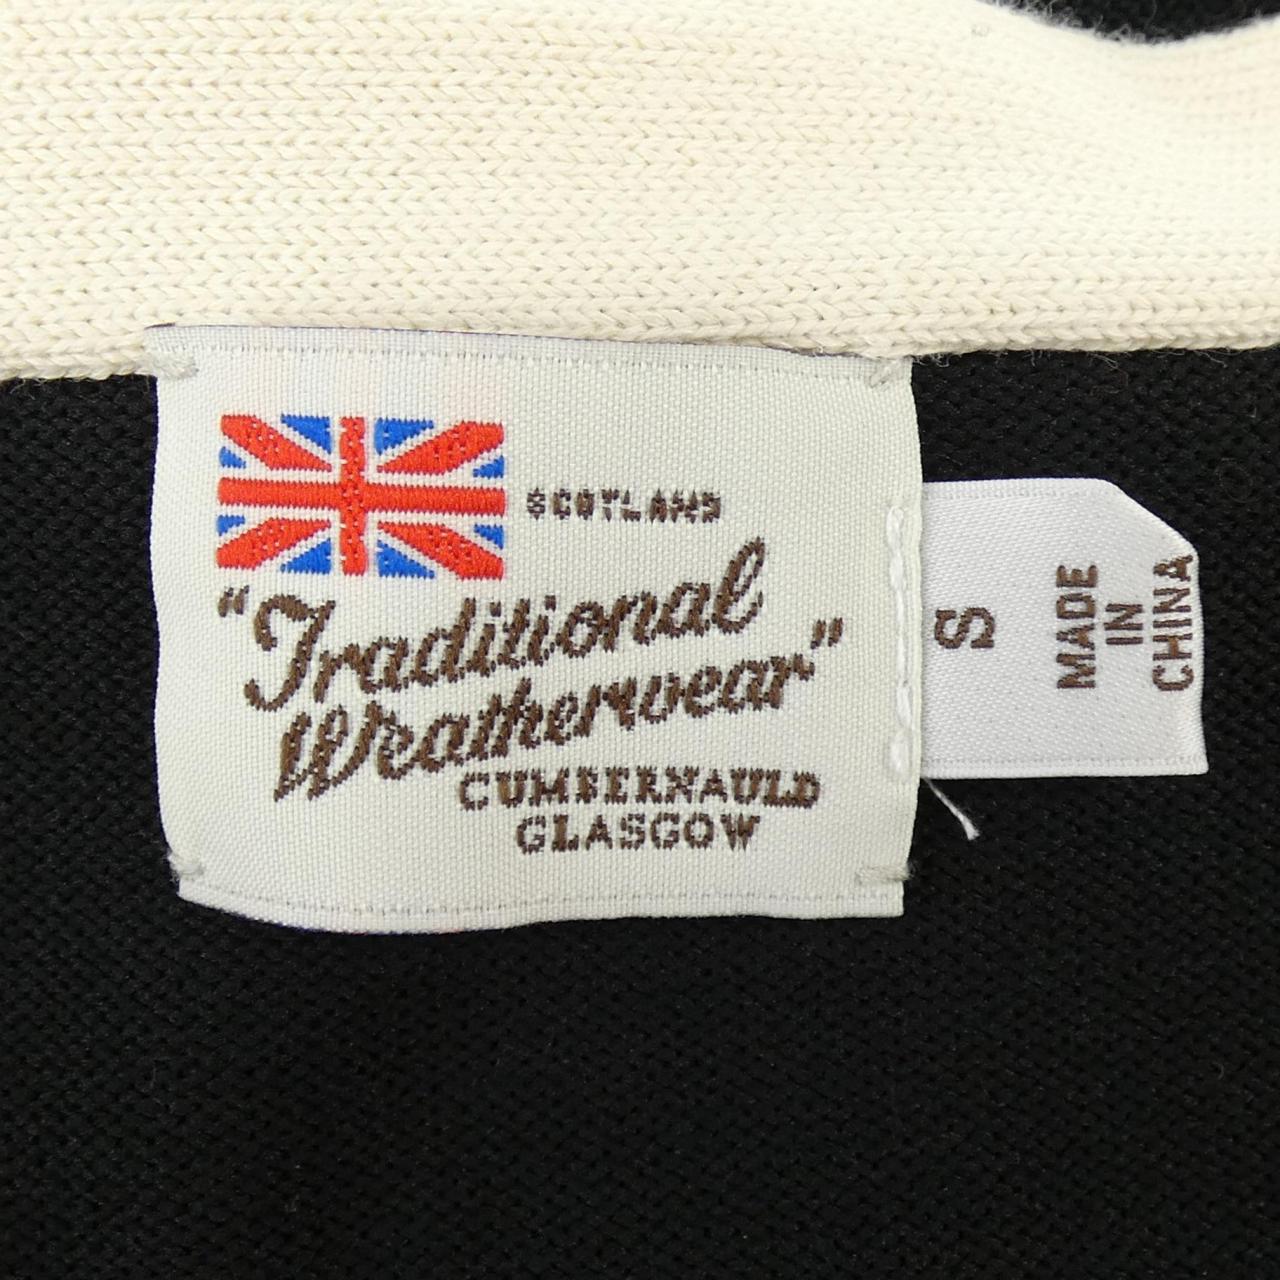 SCOTLAND
"Traditional
Weatherwear"
CUMBERNAULD
GLASGOW
S
MADE
IN
CHINA